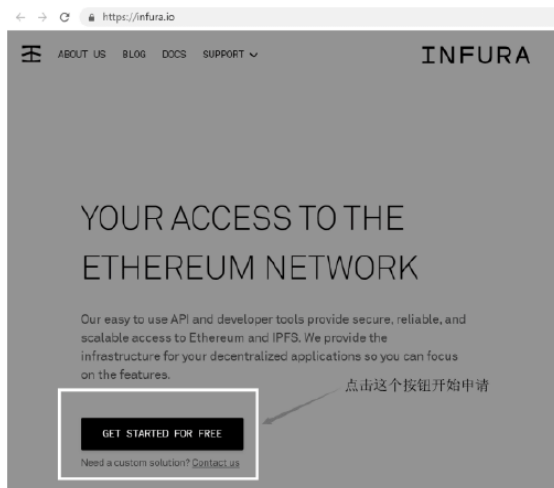 https://infura.io
ABOUT US BLOG DOCS SUPPORT INFURA
YOUR ACCESS TO THE
ETHEREUM NETWORK
Our easy to use API and developer tools provide secure, reliable, and
scalable access to Ethereum and IPFS. We provide the
infrastructure for your decentralized applications so you can focus
on the features.
点击这个按钮开始申请
GET STARTED FOR FREE
Need a custom solution? Contact us